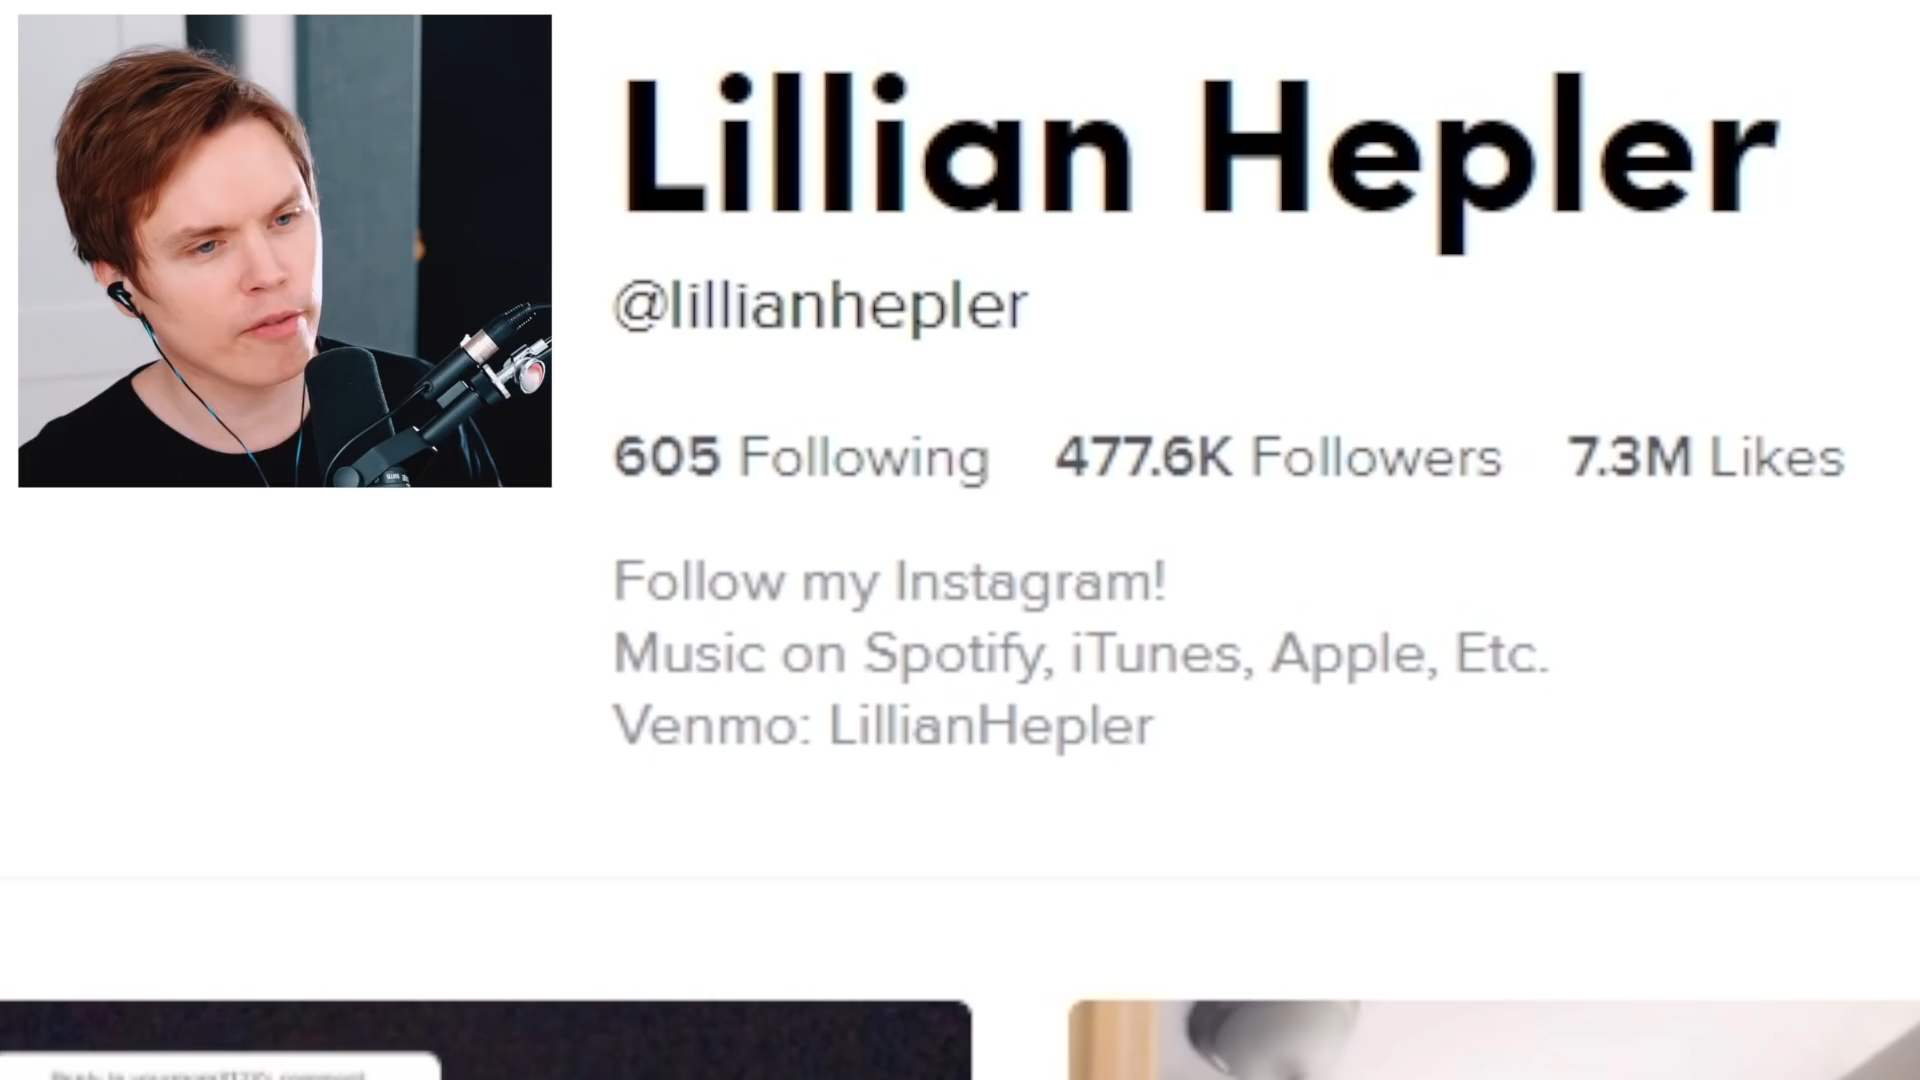 Lillian Hepler
@lillianhepler
605 Following 477.6K Followers 7.3M Likes
Follow my Instagram!
Music on Spotify, iTunes, Apple, Etc.
Venmo: LillianHepler